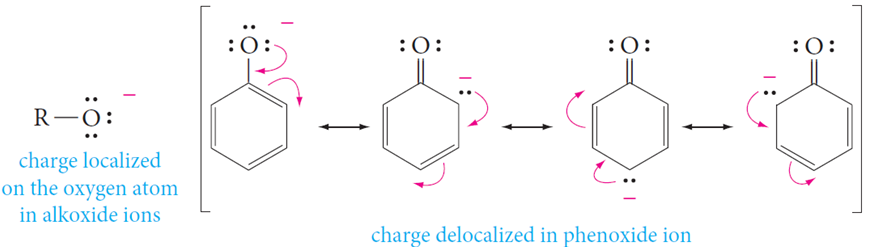 R—O:
charge localized
on the oxygen atom
in alkoxide ions
:O: :O: :O: :O:
charge delocalized in phenoxide ion